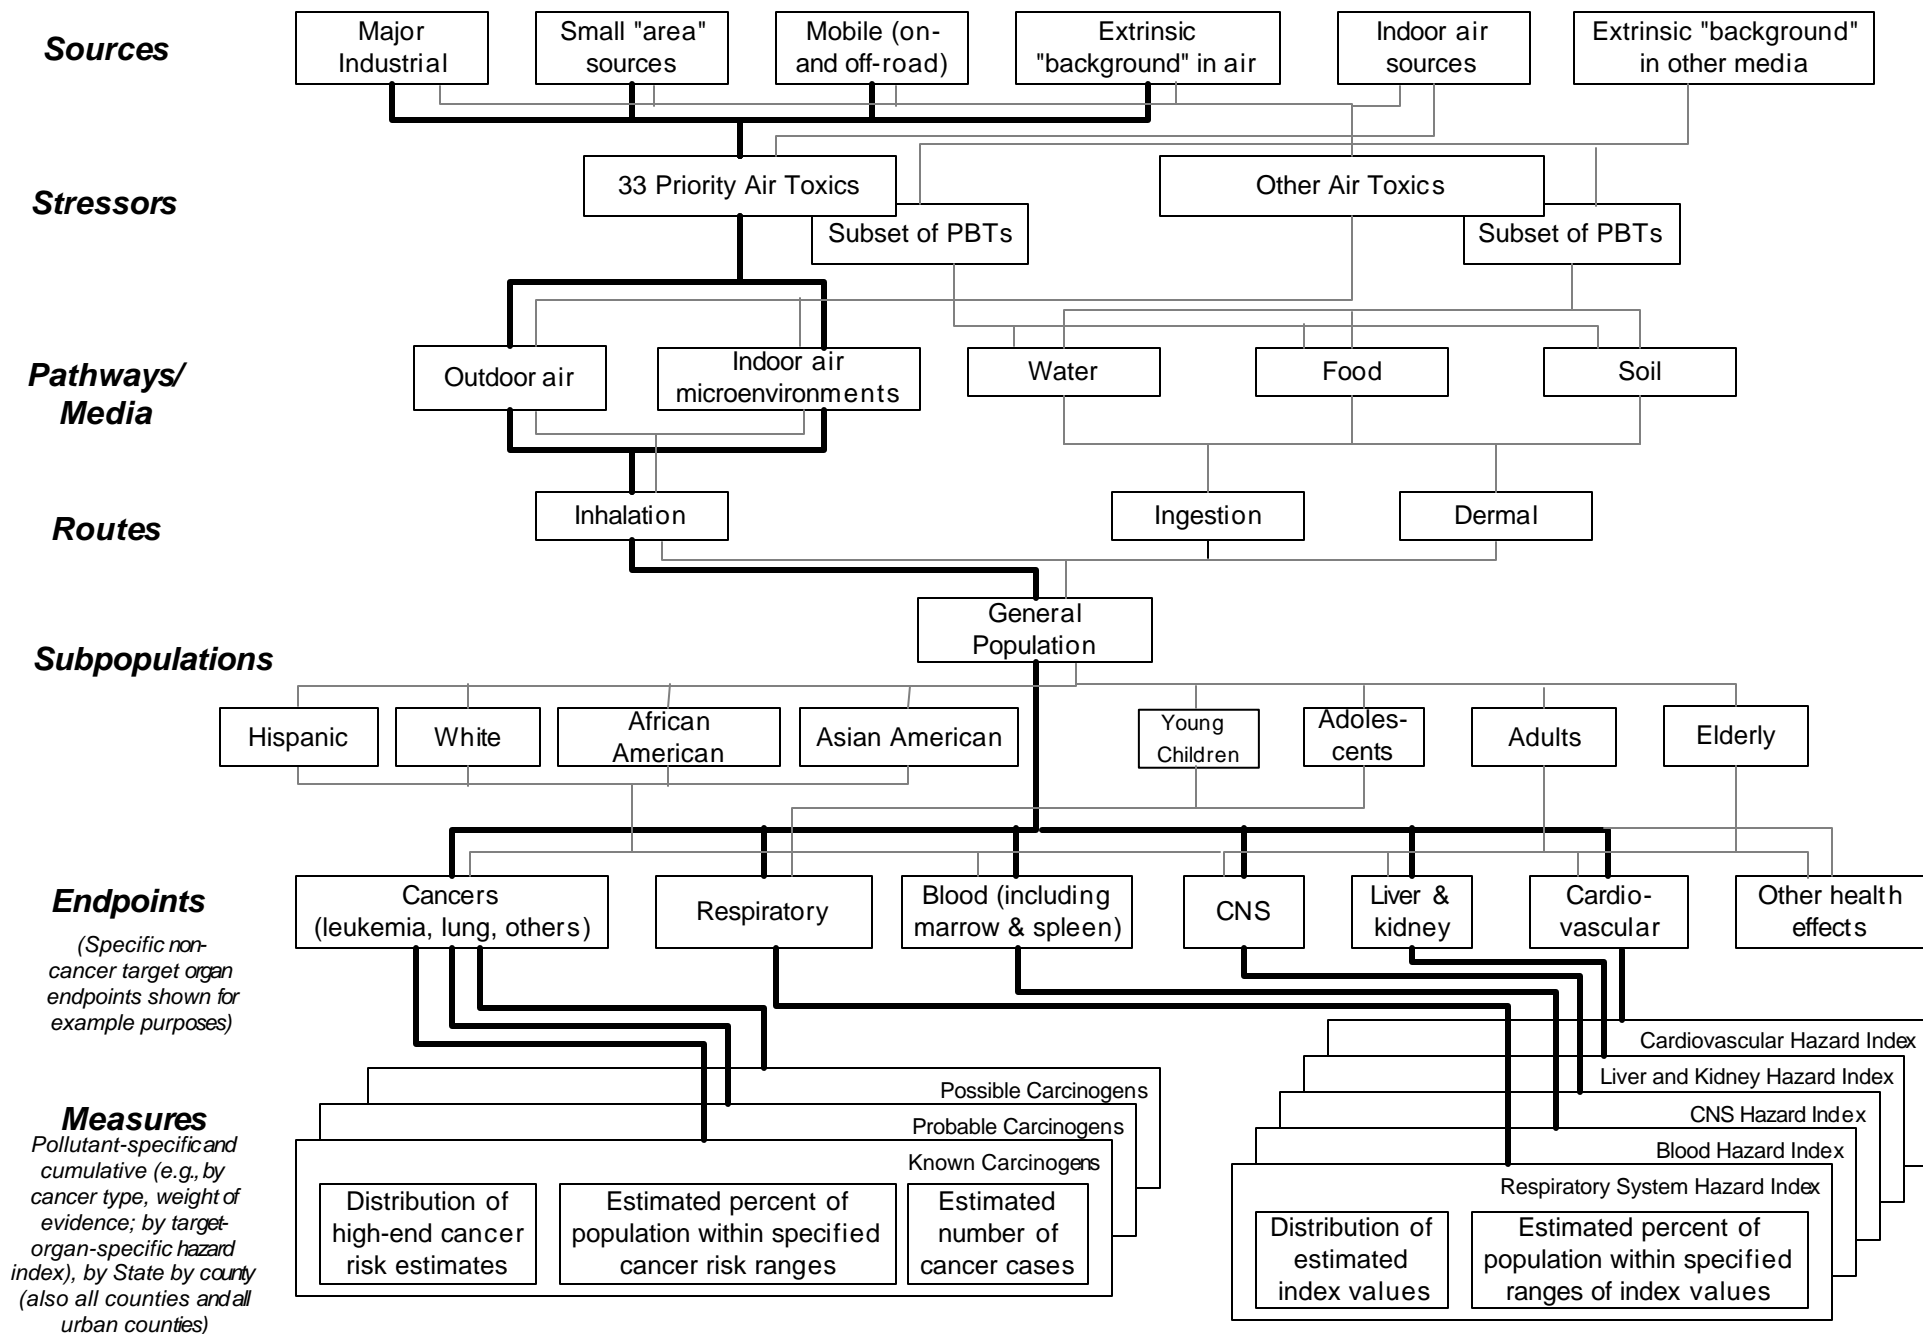 Sources
Major
Industrial
Small "area"
sources
Mobile (on-
and off-road)
Extrinsic
"background" in air
Indoor air
sources
Extrinsic "background"
in other media
Stressors
33 Priority Air Toxics
Subset of PBTs
Other Air Toxics
Subset of PBTs
Pathways/
Media
Outdoor air
Indoor air
microenvironments
Water
Food
Soil
Routes
Inhalation
Ingestion
Dermal
Subpopulations
General
Population
Hispanic
White
African
American
Asian American
Young
Children
Adoles-
cents
Adults
Elderly
Endpoints
(Specific non-
cancer target organ
endpoints shown for
example purposes)
Cancers
(leukemia, lung, others)
Respiratory
Blood (including
marrow & spleen)
CNS
Liver &
kidney
Cardio-
vascular
Other health
effects
Measures
Pollutant-specific and
cumulative (e.g., by
cancer type, weight of
evidence; by target-
organ-specific hazard
index), by State by county
(also all counties and all
urban counties)
Possible Carcinogens
Probable Carcinogens
Known Carcinogens
Distribution of
high-end cancer
risk estimates
Estimated percent of
population within specified
cancer risk ranges
Estimated
number of
cancer cases
Cardiovascular Hazard Index
Liver and Kidney Hazard Index
CNS Hazard Index
Blood Hazard Index
Respiratory System Hazard Index
Distribution of
estimated
index values
Estimated percent of
population within specified
ranges of index values